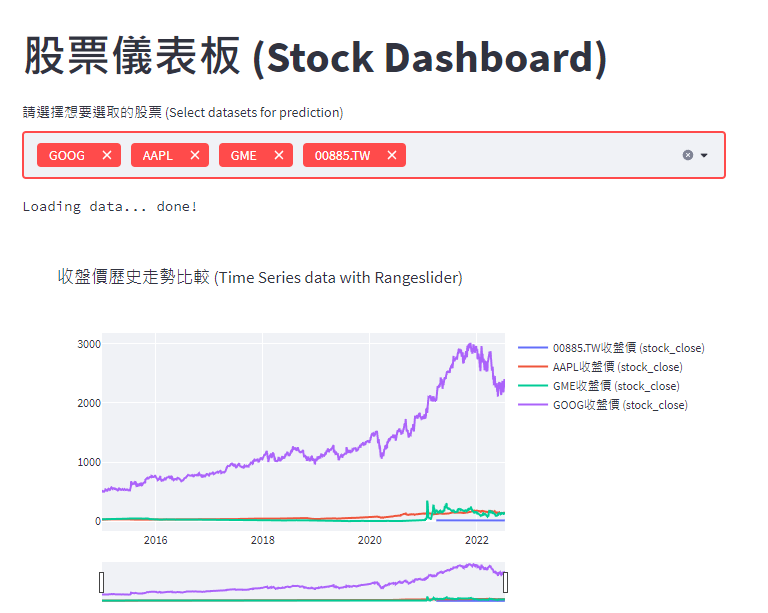 股票儀表板 (Stock Dashboard)
請選擇想要選取的股票 (Select datasets for prediction)
GOOG AAPL GME 00885.TW
Loading data... done!
收盤價歷史走勢比較 (Time Series data with Rangeslider)
3000
2000
1000
0
2016 2018 2020 2022
00885.TW收盤價 (stock_close)
AAPL收盤價 (stock_close)
GME收盤價 (stock_close)
GOOG收盤價 (stock_close)